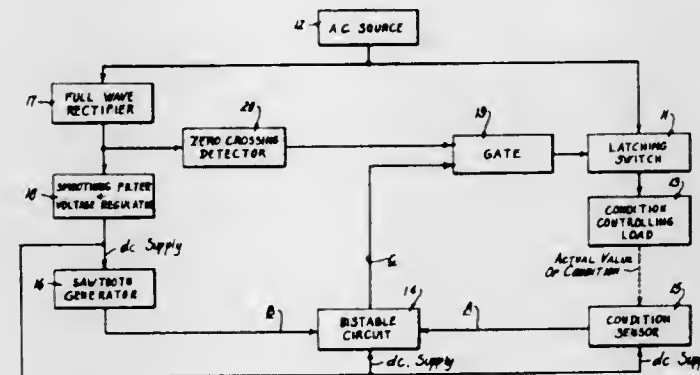 12
A.C. SOURCE
17
FULL WAVE
RECTIFIER
20
ZERO CROSSING
DETECTOR
19
GATE
11
LATCHING
SWITCH
18
SMOOTHING FILTER
+
VOLTAGE REGULATOR
13
CONDITION
CONTROLLING
LOAD
dc Supply
C
ACTUAL VALUE
OF CONDITION
16
SAWTOOTH
GENERATOR
B
14
BISTABLE
CIRCUIT
A
15
CONDITION
SENSOR
dc. Supply
dc Supp